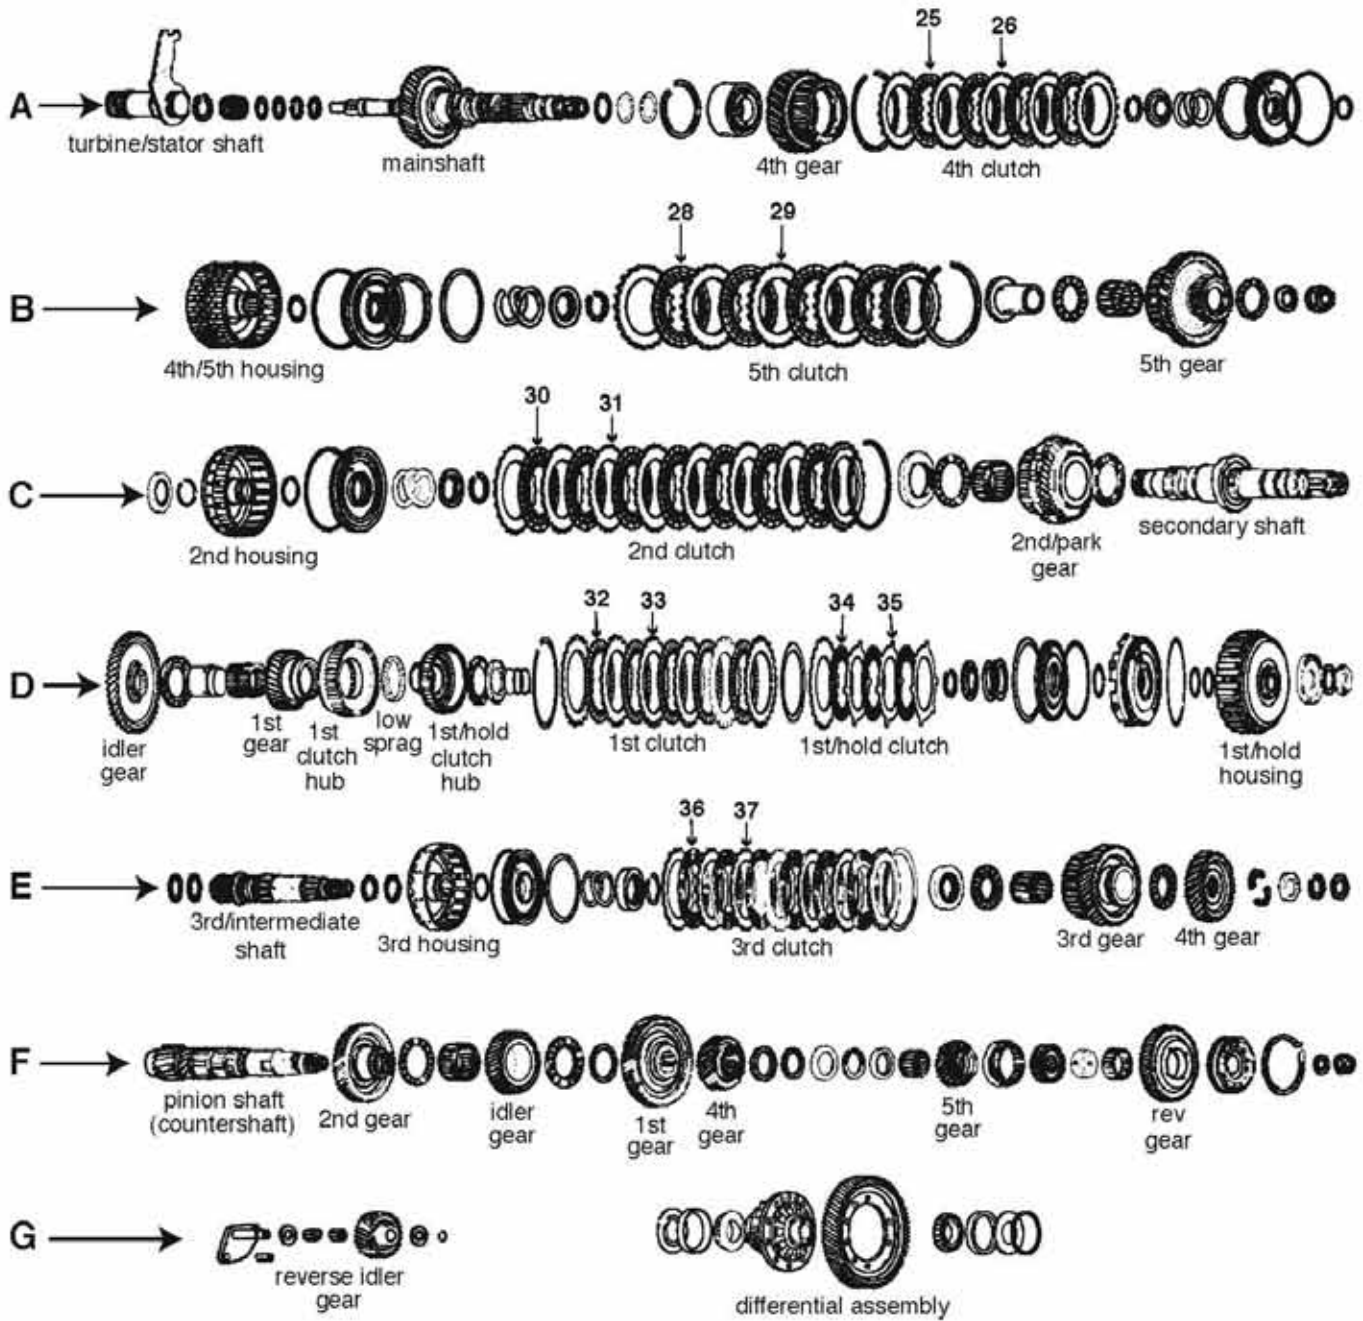 25 26
A
turbine/stator shaft
mainshaft
4th gear
4th clutch
28 29
B
4th/5th housing
5th clutch
5th gear
30 31
C
2nd housing
2nd clutch
2nd/park
gear
secondary shaft
32 33 34 35
D
idler
gear
1st
gear
1st
clutch
hub
low
sprag
1st/hold
clutch
hub
1st clutch
1st/hold clutch
1st/hold
housing
36 37
E
3rd/intermediate
shaft
3rd housing
3rd clutch
3rd gear
4th gear
F
pinion shaft
(countershaft)
2nd gear
idler
gear
1st
gear
4th
gear
5th
gear
rev
gear
G
reverse idler
gear
differential assembly